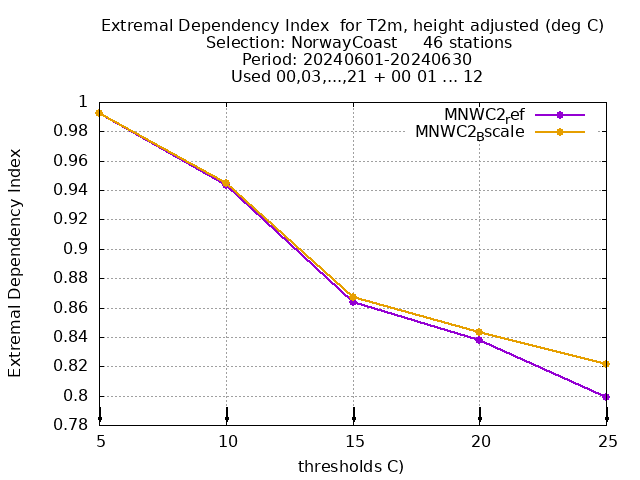 Extremal Dependency Index  for T2m, height adjusted (deg C)
Selection: NorwayCoast     46 stations
Period: 20240601-20240630
Used 00,03,...,21 + 00 01 ... 12
MNWC2ref
MNWC2Bscale
Extremal Dependency Index
1
0.98
0.96
0.94
0.92
0.9
0.88
0.86
0.84
0.82
0.8
0.78
5 10 15 20 25
thresholds C)